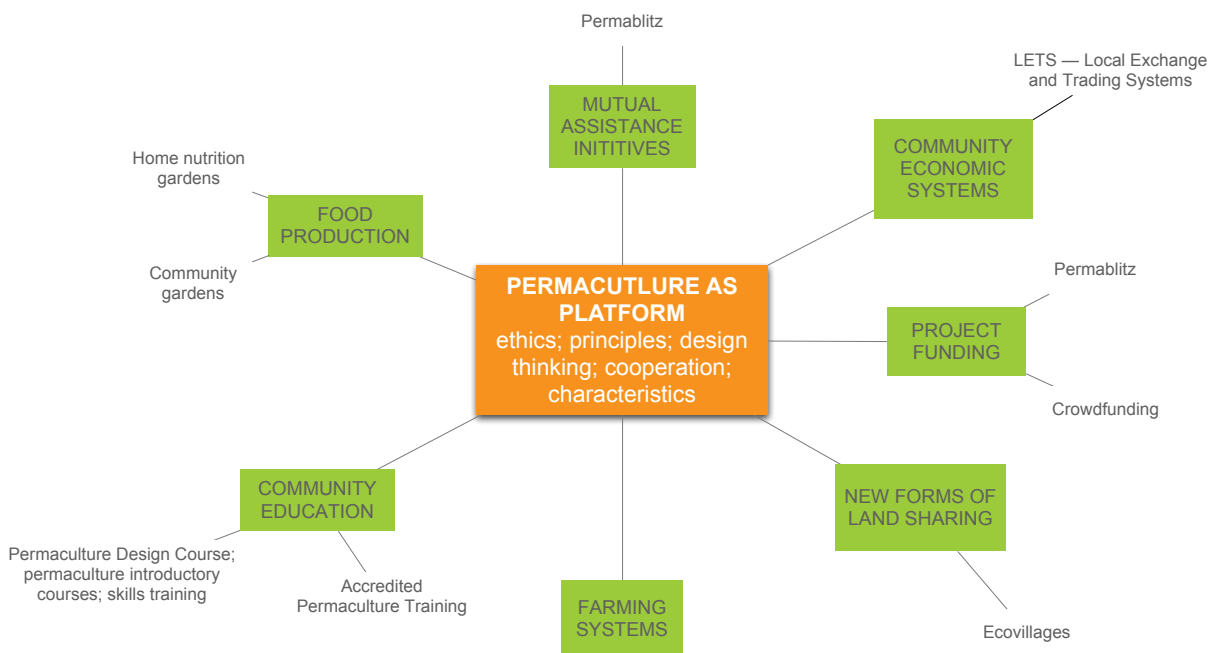 Permablitz
LETS — Local Exchange
and Trading Systems
MUTUAL
ASSISTANCE
INITITIVES
COMMUNITY
ECONOMIC
SYSTEMS
Home nutrition
gardens
FOOD
PRODUCTION
Community
gardens
PERMACUTLURE AS
PLATFORM
ethics; principles; design
thinking; cooperation;
characteristics
Permablitz
PROJECT
FUNDING
Crowdfunding
COMMUNITY
EDUCATION
NEW FORMS OF
LAND SHARING
Permaculture Design Course;
permaculture introductory
courses; skills training
Accredited
Permaculture Training
FARMING
SYSTEMS
Ecovillages